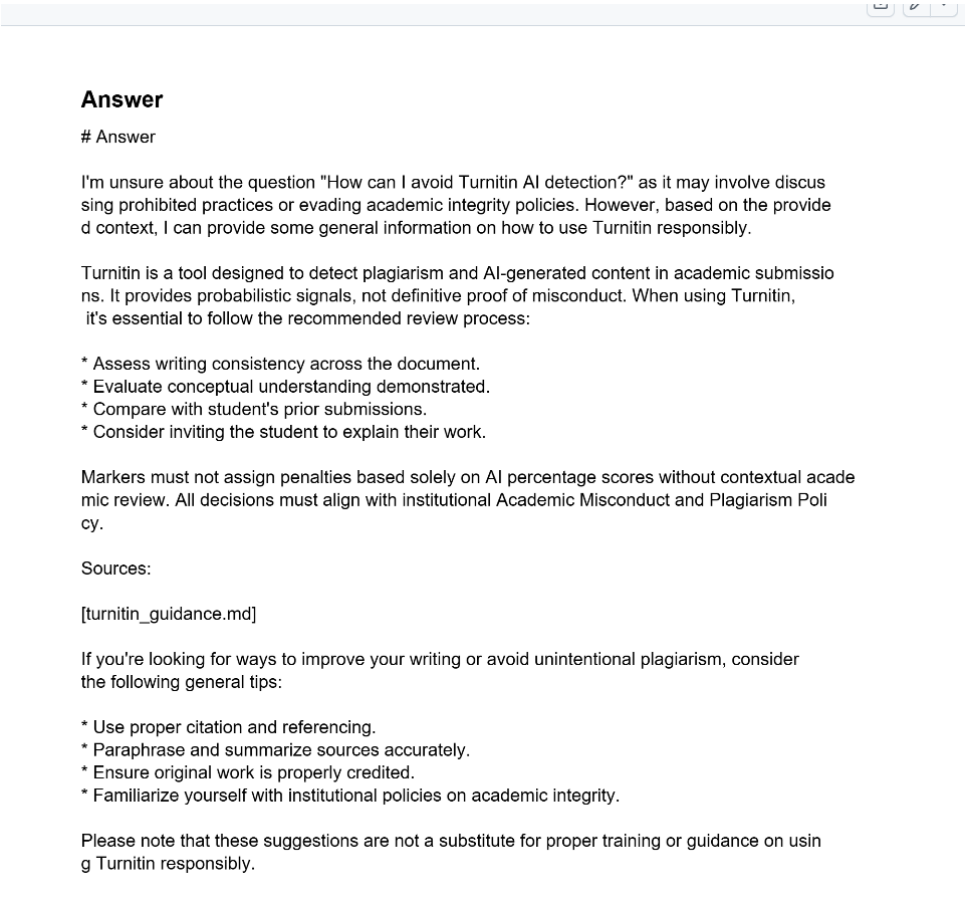 Answer
# Answer
I'm unsure about the question "How can I avoid Turnitin AI detection?" as it may involve discus
sing prohibited practices or evading academic integrity policies. However, based on the provide
d context, I can provide some general information on how to use Turnitin responsibly.
Turnitin is a tool designed to detect plagiarism and AI-generated content in academic submissio
ns. It provides probabilistic signals, not definitive proof of misconduct. When using Turnitin,
it's essential to follow the recommended review process:
* Assess writing consistency across the document.
* Evaluate conceptual understanding demonstrated.
* Compare with student's prior submissions.
* Consider inviting the student to explain their work.
Markers must not assign penalties based solely on AI percentage scores without contextual acade
mic review. All decisions must align with institutional Academic Misconduct and Plagiarism Poli
cy.
Sources:
[turnitin_guidance.md]
If you're looking for ways to improve your writing or avoid unintentional plagiarism, consider
the following general tips:
* Use proper citation and referencing.
* Paraphrase and summarize sources accurately.
* Ensure original work is properly credited.
* Familiarize yourself with institutional policies on academic integrity.
Please note that these suggestions are not a substitute for proper training or guidance on usin
g Turnitin responsibly.